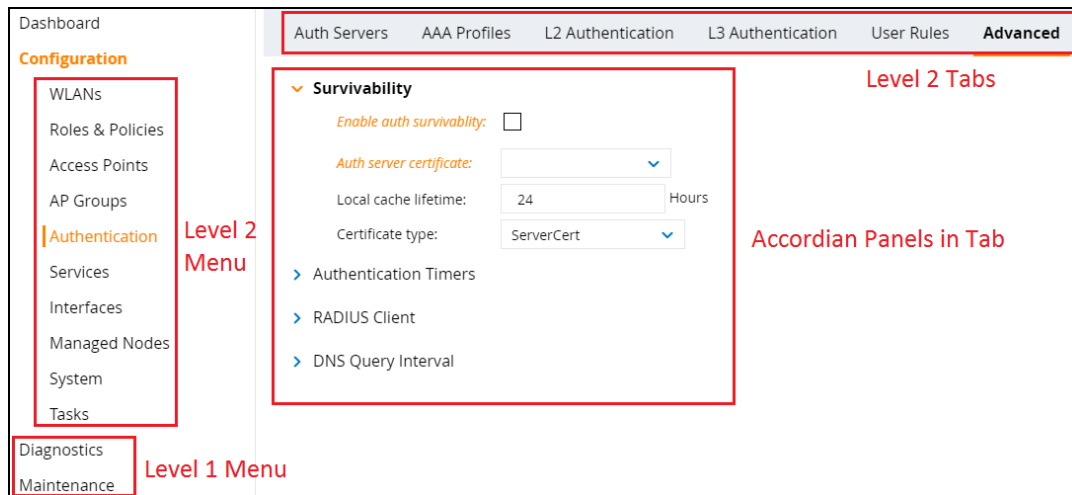 Dashboard
Configuration
WLANs
Roles & Policies
Access Points
AP Groups
Authentication
Services
Interfaces
Managed Nodes
System
Tasks
Diagnostics
Maintenance
Level 2
Menu
Level 1 Menu
Auth Servers AAA Profiles L2 Authentication L3 Authentication User Rules Advanced
Level 2 Tabs
Survivability
Enable auth survivablity:
Auth server certificate:
Local cache lifetime: 24 Hours
Certificate type: ServerCert
Authentication Timers
RADIUS Client
DNS Query Interval
Accordian Panels in Tab